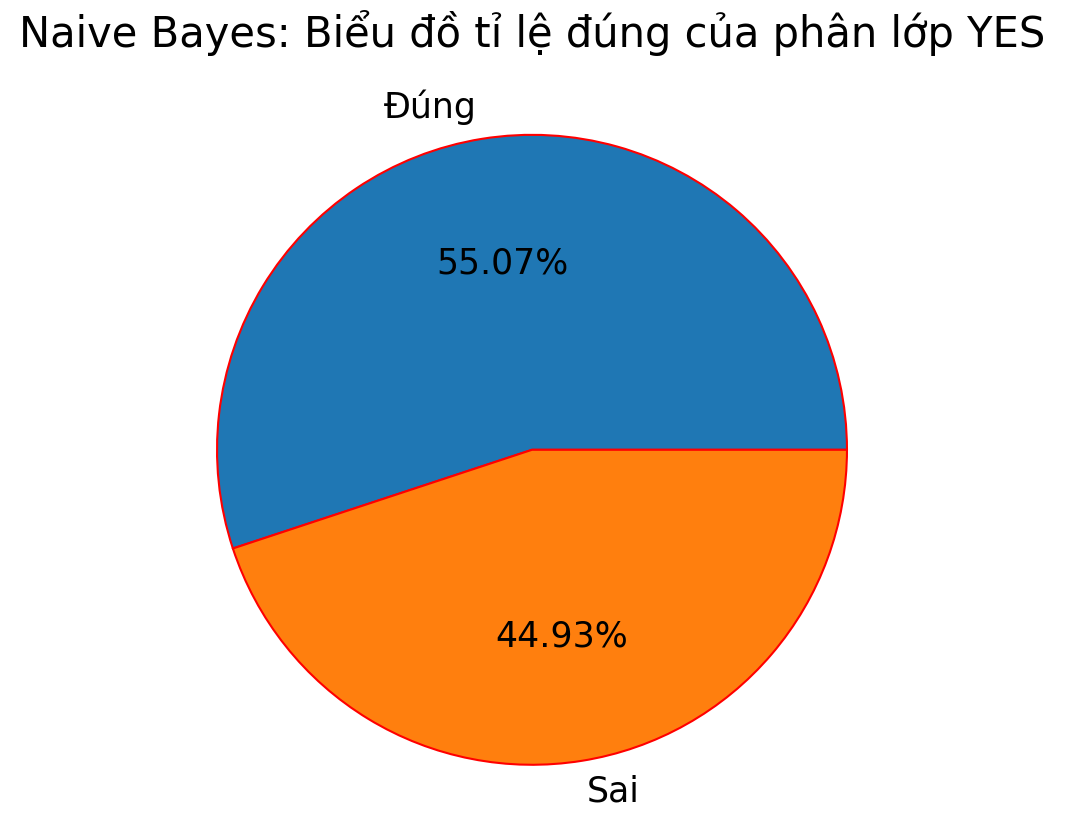 Naive Bayes: Biểu đồ tỉ lệ đúng của phân lớp YES
Đúng
55.07%
44.93%
Sai